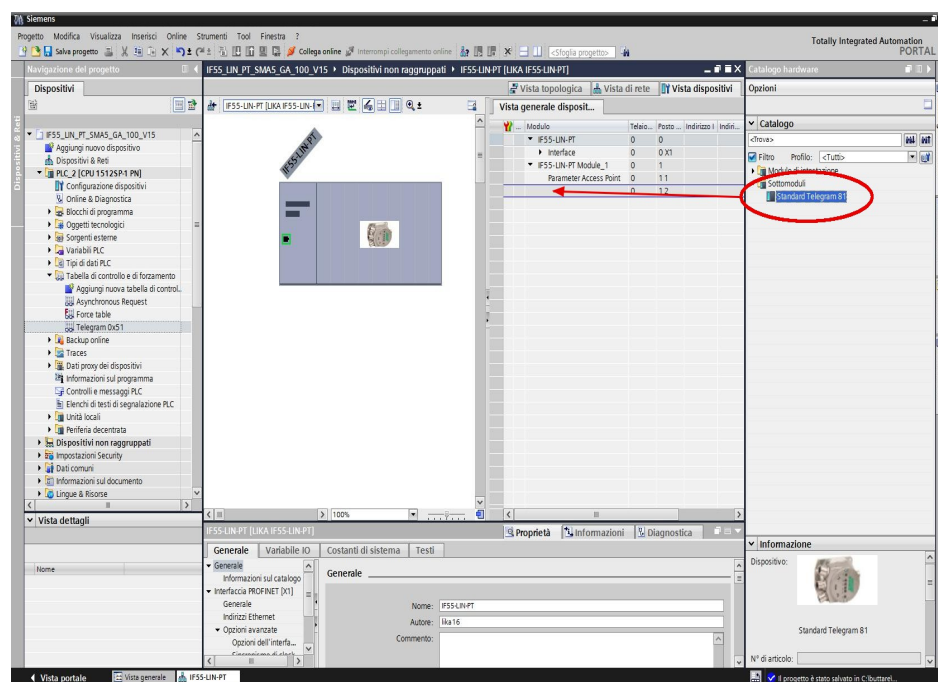 Siemens
Progetto Modifica Visualizza Inserisci Online Strumenti Tool Finestra ?
Salva progetto Collega online Interrompi collegamento online <Sfoglia progetto>
Totally Integrated Automation
PORTAL
Navigazione del progetto
IF55_LIN_PT_SMA5_GA_100_V15 Dispositivi non raggruppati IF55-LIN-PT [LIKA IF55-LIN-PT]
Catalogo hardware
Dispositivi
Vista topologica Vista di rete Vista dispositivi
Opzioni
IF55-LIN-PT [LIKA IF55-LIN-
Vista generale disposit...
Dispositivi & Reti
IF55_LIN_PT_SMA5_GA_100_V15
Aggiungi nuovo dispositivo
Dispositivi & Reti
PLC_2 [CPU 1512SP-1 PN]
Configurazione dispositivi
Online & Diagnostica
Blocchi di programma
Oggetti tecnologici
Sorgenti esterne
Variabili PLC
Tipi di dati PLC
Tabella di controllo e di forzamento
Aggiungi nuova tabella di control..
Asynchronous Request
Force table
Telegram 0x51
Backup online
Traces
Dati proxy dei dispositivi
Informazioni sul programma
Controlli e messaggi PLC
Elenchi di testi di segnalazione PLC
Unità locali
Periferia decentrata
Dispositivi non raggruppati
Impostazioni Security
Dati comuni
Informazioni sul documento
Lingue & Risorse
Vista dettagli
Nome
IF55-LIN-PT
100%
... Modulo Telaio... Posto ... Indirizzo I Indiri...
IF55-LIN-PT 0 0
Interface 0 0 X1
IF55-LIN-PT Module_1 0 1
Parameter Access Point 0 1 1
0 1 2
Catalogo
<Trova>
Filtro Profilo: <Tutti>
Modulo di intestazione
Sottomoduli
Standard Telegram 81
IF55-LIN-PT [LIKA IF55-LIN-PT]
Proprietà Informazioni Diagnostica
Generale Variabile IO Costanti di sistema Testi
Generale
Informazioni sul catalogo
Interfaccia PROFINET [X1]
Generale
Indirizzi Ethernet
Opzioni avanzate
Opzioni dell'interfa...
Generale
Nome: IF55-LIN-PT
Autore: lika16
Commento:
Informazione
Dispositivo:
Standard Telegram 81
N° di articolo:
Vista portale Vista generale IF55-LIN-PT
Il progetto è stato salvato in C:\buttarel...